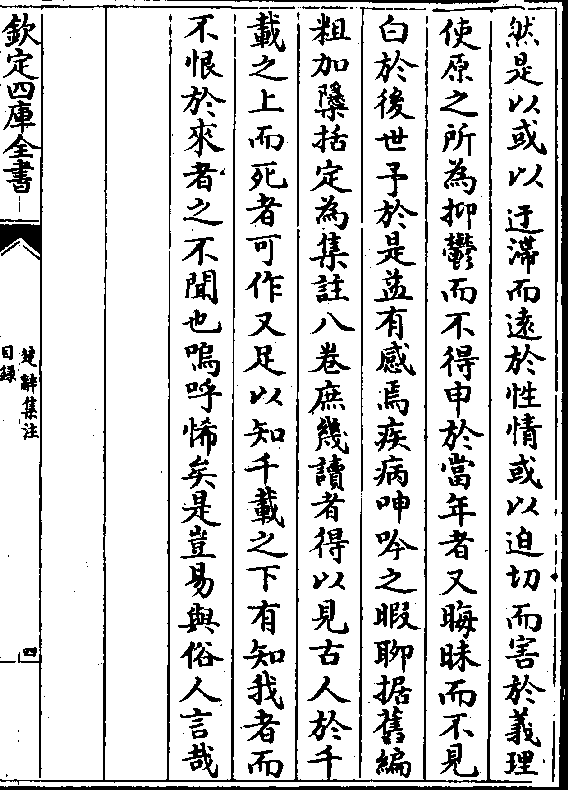 然是以或以迂滯而遠於性情或以迫切而害於義理
使原之所為抑鬱而不得申於當年者又晦昧而不見
白於後世予於是益有感焉疾病呻吟之暇聊据舊編
粗加檃括定為集註八卷庶幾讀者得以見古人於千
載之上而死者可作又足以知千載之下有知我者而
不恨於來者之不聞也嗚呼悕矣是豈易與俗人言哉
欽定四庫全書
楚辭集注
目錄
四